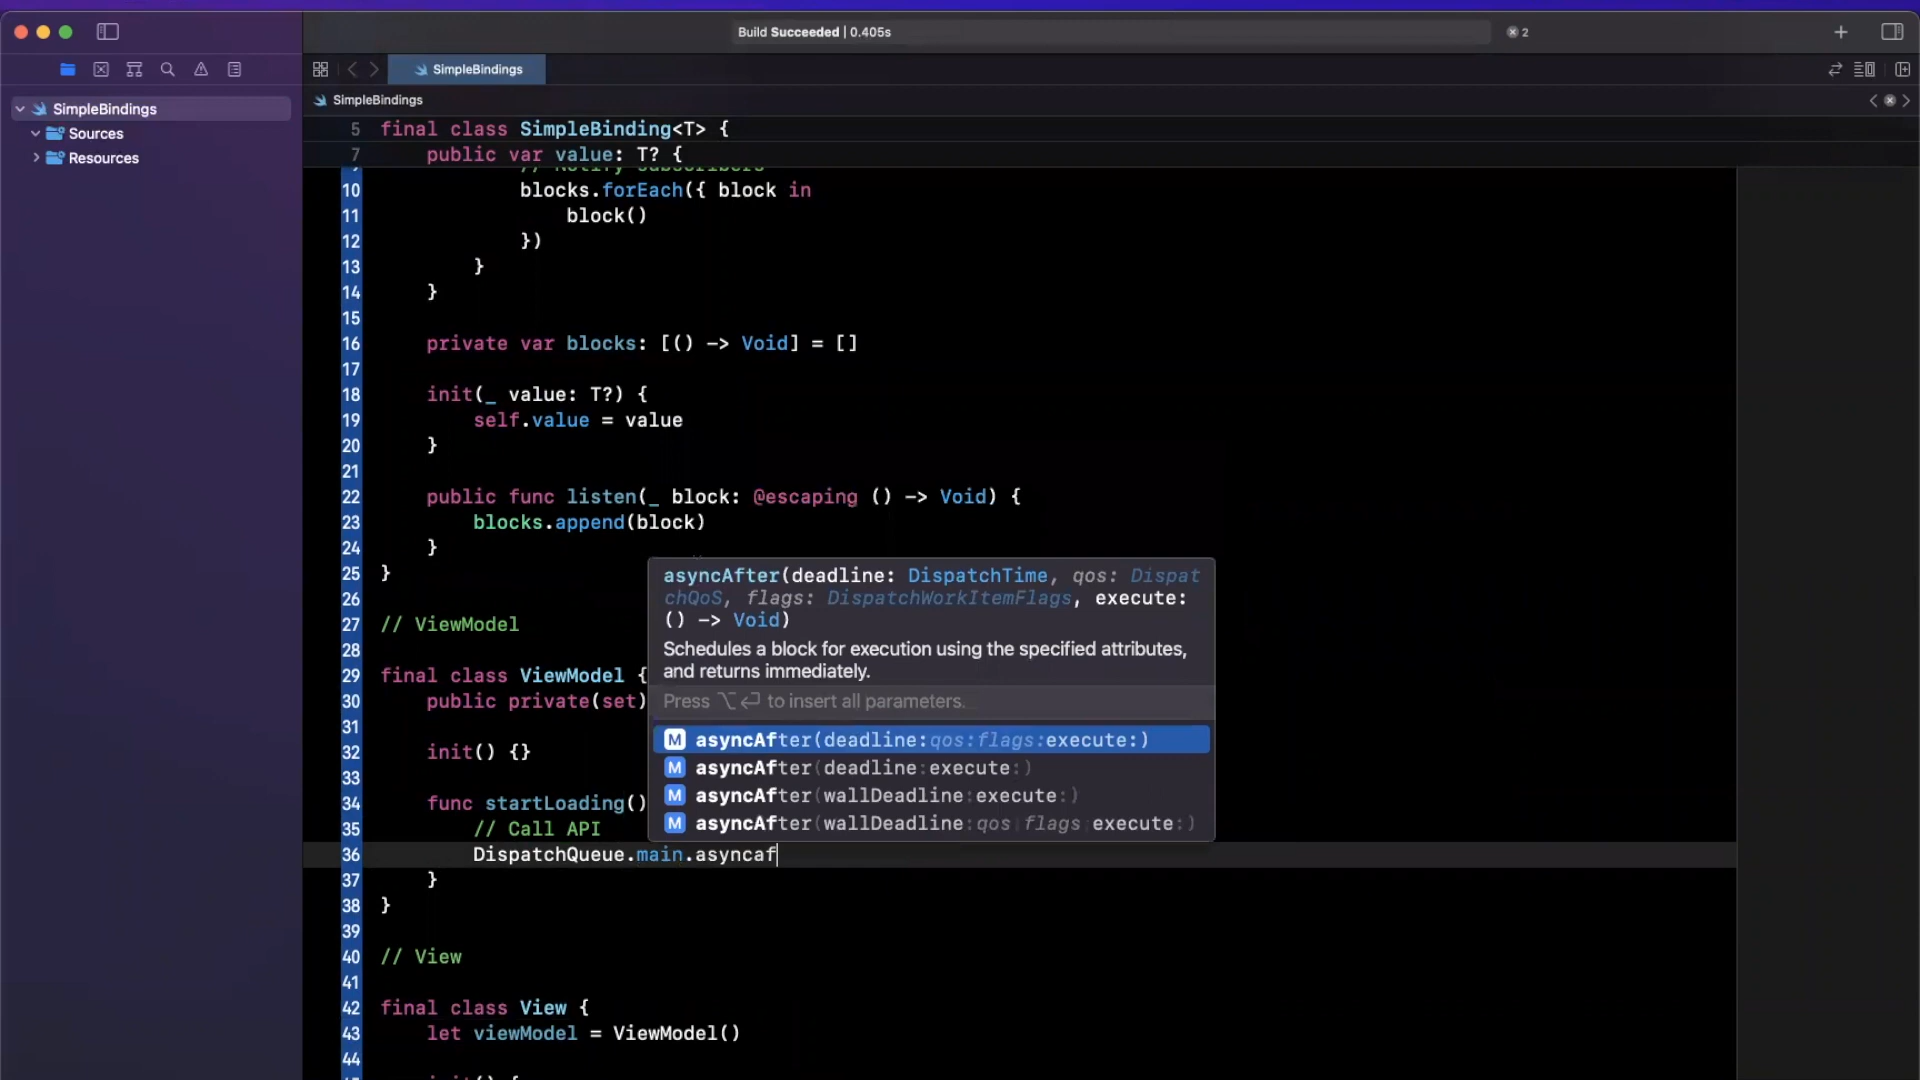 Build Succeeded | 0.405s
2
SimpleBindings
SimpleBindings
SimpleBindings
Sources
Resources
5 final class SimpleBinding<T> {
7 public var value: T? {
// Notify subscribers
10 blocks.forEach({ block in
11 block()
12 })
13 }
14 }
15
16 private var blocks: [() -> Void] = []
17
18 init(_ value: T?) {
19 self.value = value
20 }
21
22 public func listen(_ block: @escaping () -> Void) {
23 blocks.append(block)
24 }
25 }
26
27 // ViewModel
28
29 final class ViewModel {
30 public private(set)
31
32 init() {}
33
34 func startLoading()
35 // Call API
36 DispatchQueue.main.asyncaf
37 }
38 }
39
40 // View
41
42 final class View {
43 let viewModel = ViewModel()
44
asyncAfter(deadline: DispatchTime, qos: Dispat
chQoS, flags: DispatchWorkItemFlags, execute:
() -> Void)
Schedules a block for execution using the specified attributes,
and returns immediately.
Press ⌥↩ to insert all parameters.
M asyncAfter(deadline:qos:flags:execute:)
M asyncAfter(deadline:execute:)
M asyncAfter(wallDeadline:execute:)
M asyncAfter(wallDeadline:qos:flags:execute:)